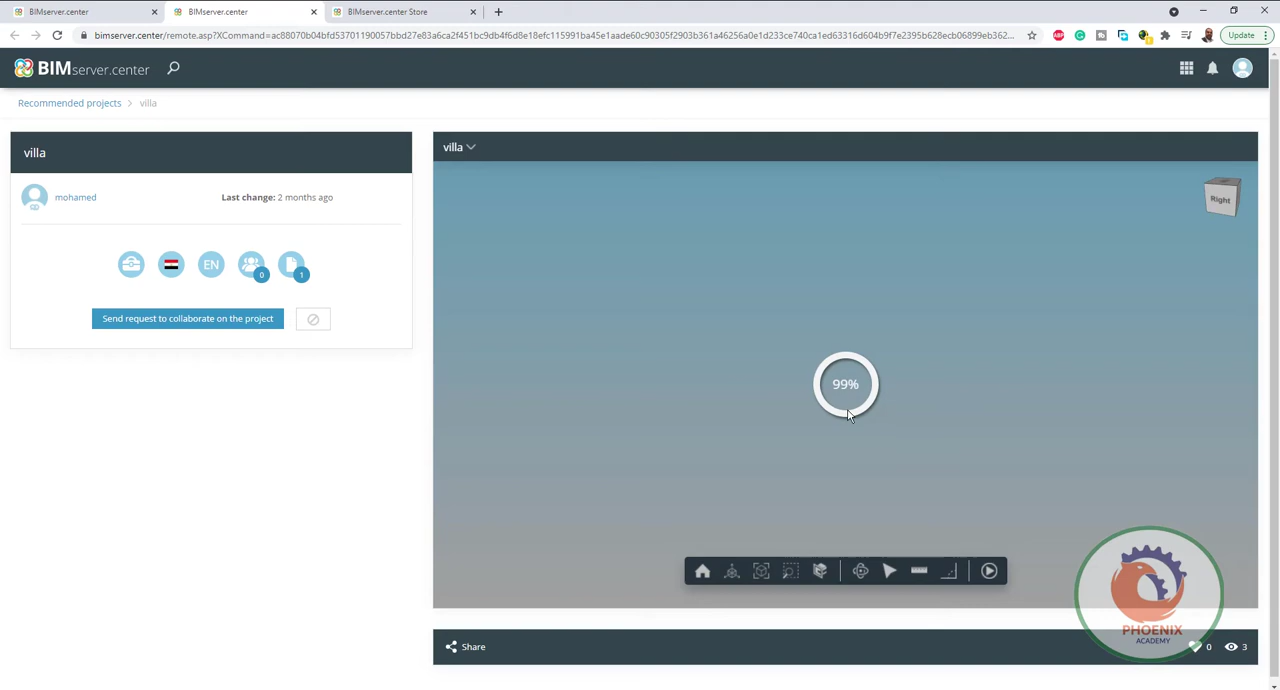 BIMserver.center
BIMserver.center
BIMserver.center Store
bimserver.center/remote.asp?XCommand=ac88070b04bfd53701190057bbd27e83a6ca2f451bc9db4f6d6f18efc115991ba45e1aade60c90305f2903b361a46256a0e1d233ce740ca1ed63316d604b9f7e2395b628ecb06899eb362...
ABP
Update
BIMserver.center
Recommended projects > villa
villa
mohamed
Last change: 2 months ago
EN
0
1
Send request to collaborate on the project
villa
Right
99%
PHOENIX
ACADEMY
Share
0
3